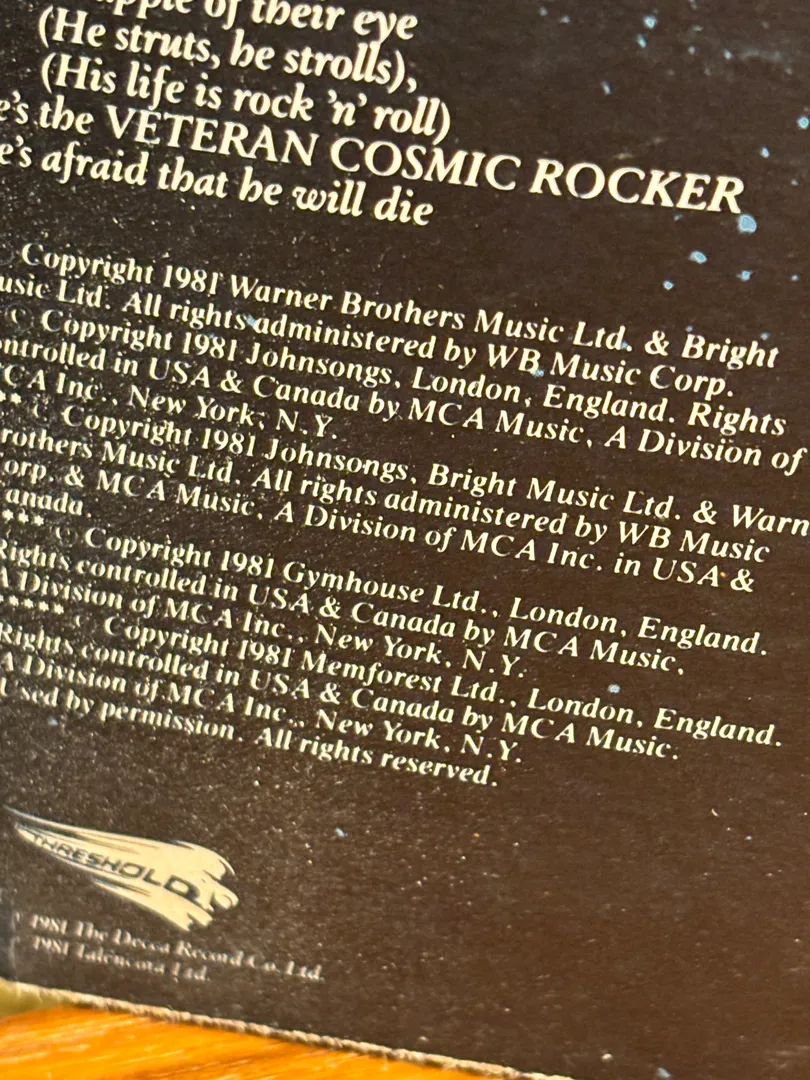 apple of their eye
(He struts, he strolls),
(His life is rock 'n' roll)
e's the VETERAN COSMIC ROCKER
e's afraid that he will die
© Copyright 1981 Warner Brothers Music Ltd. & Bright
usic Ltd. All rights administered by WB Music Corp.
© Copyright 1981 Johnsongs, London, England. Rights
ontrolled in USA & Canada by MCA Music, A Division of
CA Inc., New York, N.Y.
** © Copyright 1981 Johnsongs, Bright Music Ltd. & Warn
rothers Music Ltd. All rights administered by WB Music
orp. & MCA Music, A Division of MCA Inc. in USA &
anada
*** © Copyright 1981 Gymhouse Ltd., London, England.
Rights controlled in USA & Canada by MCA Music,
A Division of MCA Inc., New York, N.Y.
**** © Copyright 1981 Memforest Ltd., London, England.
Rights controlled in USA & Canada by MCA Music.
A Division of MCA Inc., New York, N.Y.
Used by permission. All rights reserved.
THRESHOLD
1981 The Decca Record Co. Ltd.
1981 Ltd.